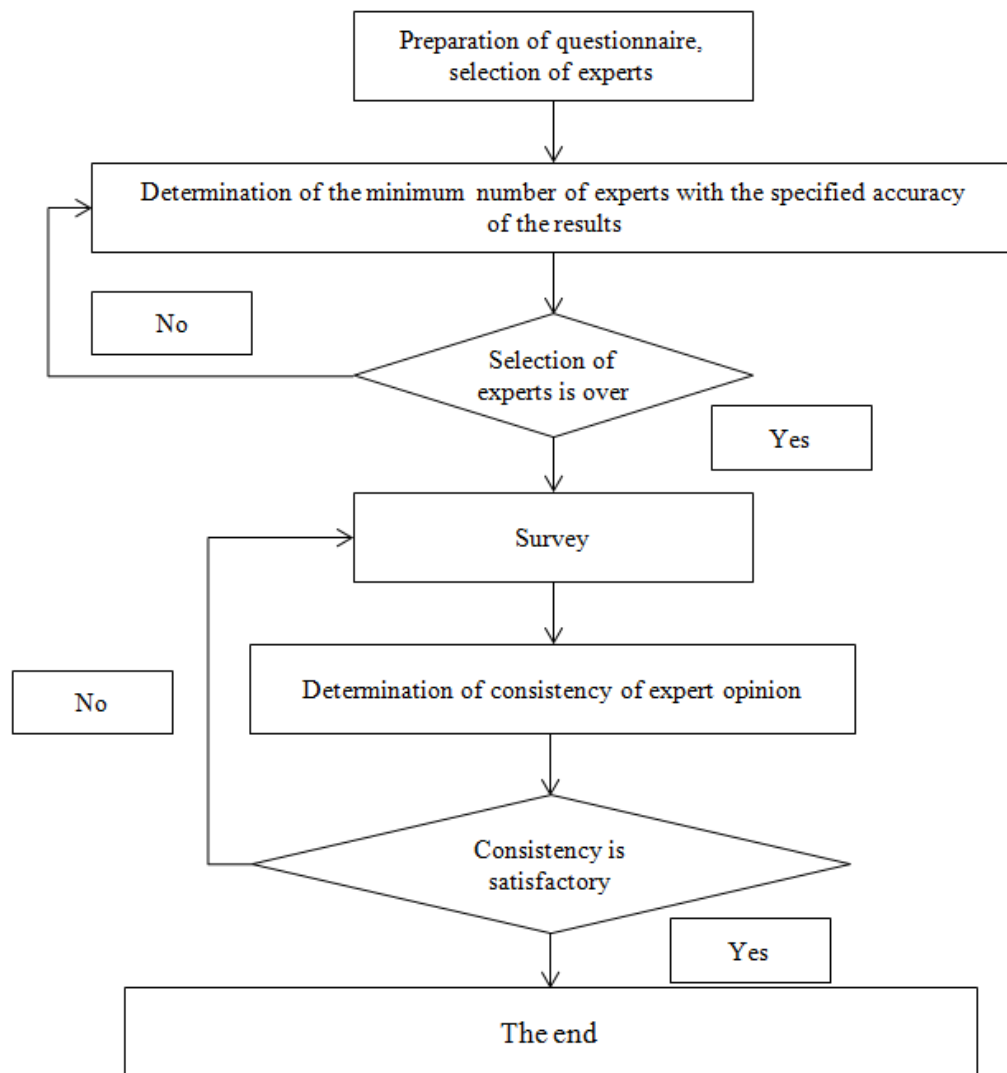 Preparation of questionnaire,
selection of experts
Determination of the minimum number of experts with the specified accuracy
of the results
No
Selection of
experts is over
Yes
Survey
No
Determination of consistency of expert opinion
Consistency is
satisfactory
Yes
The end